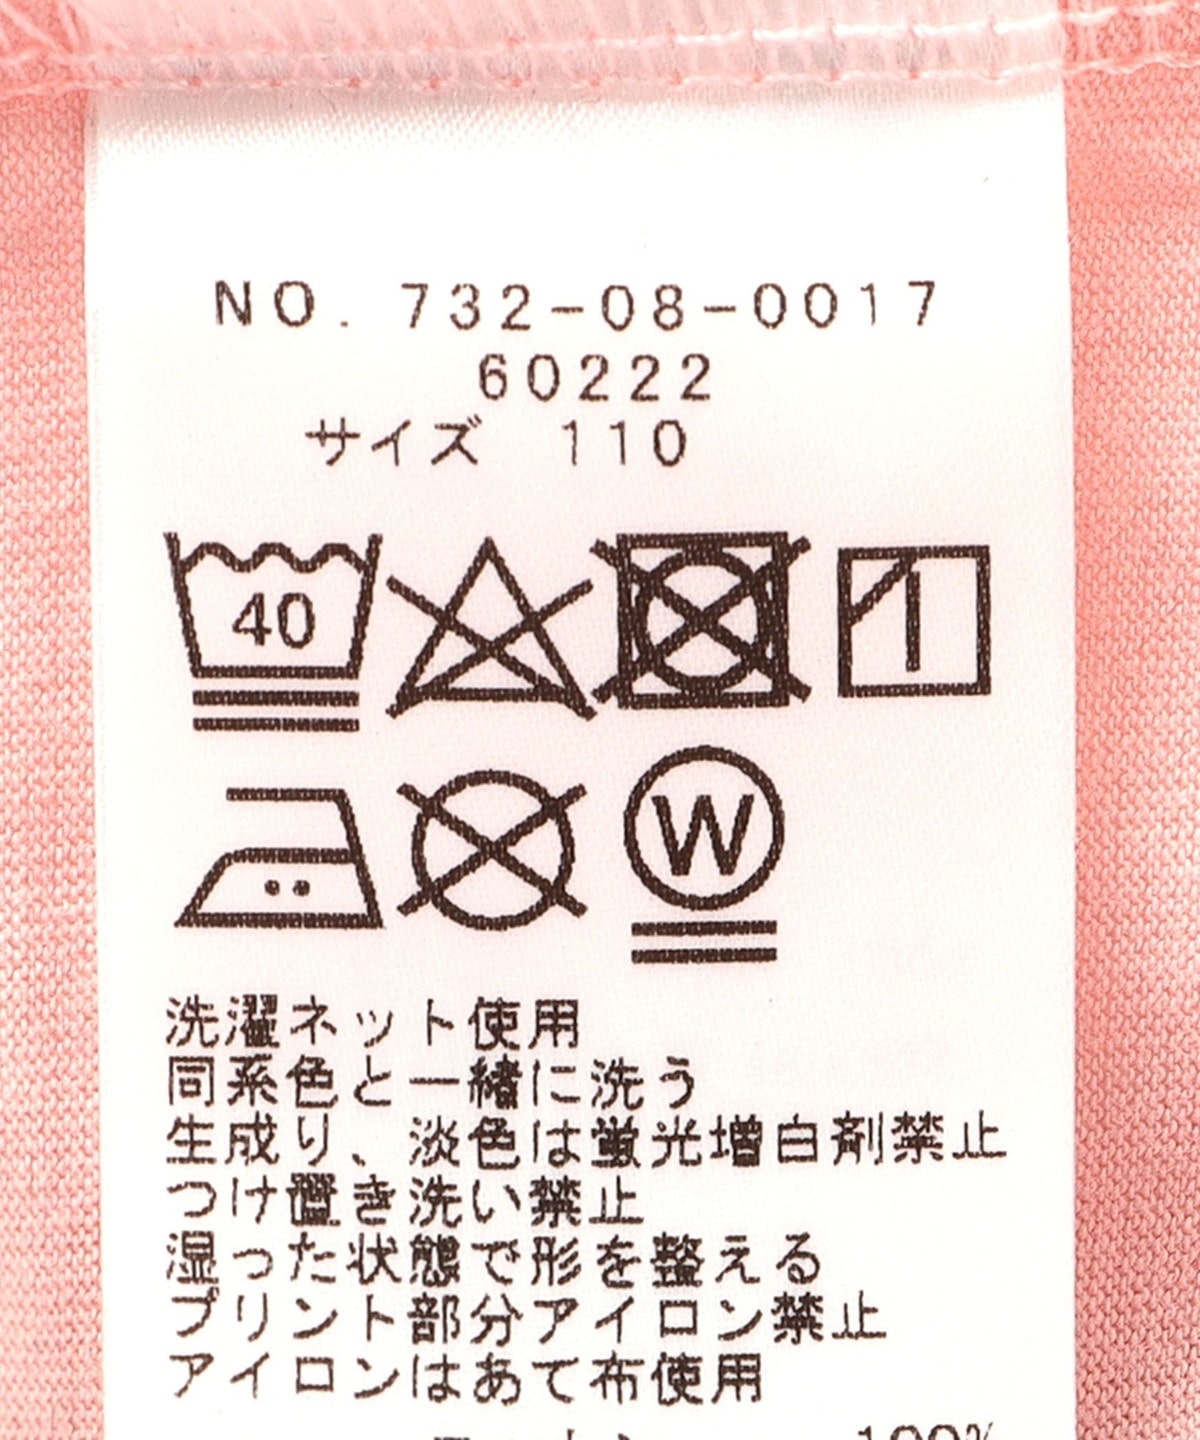 NO. 732-08-0017
60222
サイズ 110
40
W
洗濯ネット使用
同系色と一緒に洗う
生成り、淡色は蛍光増白剤禁止
つけ置き洗い禁止
湿った状態で形を整える
プリント部分アイロン禁止
アイロンはあて布使用